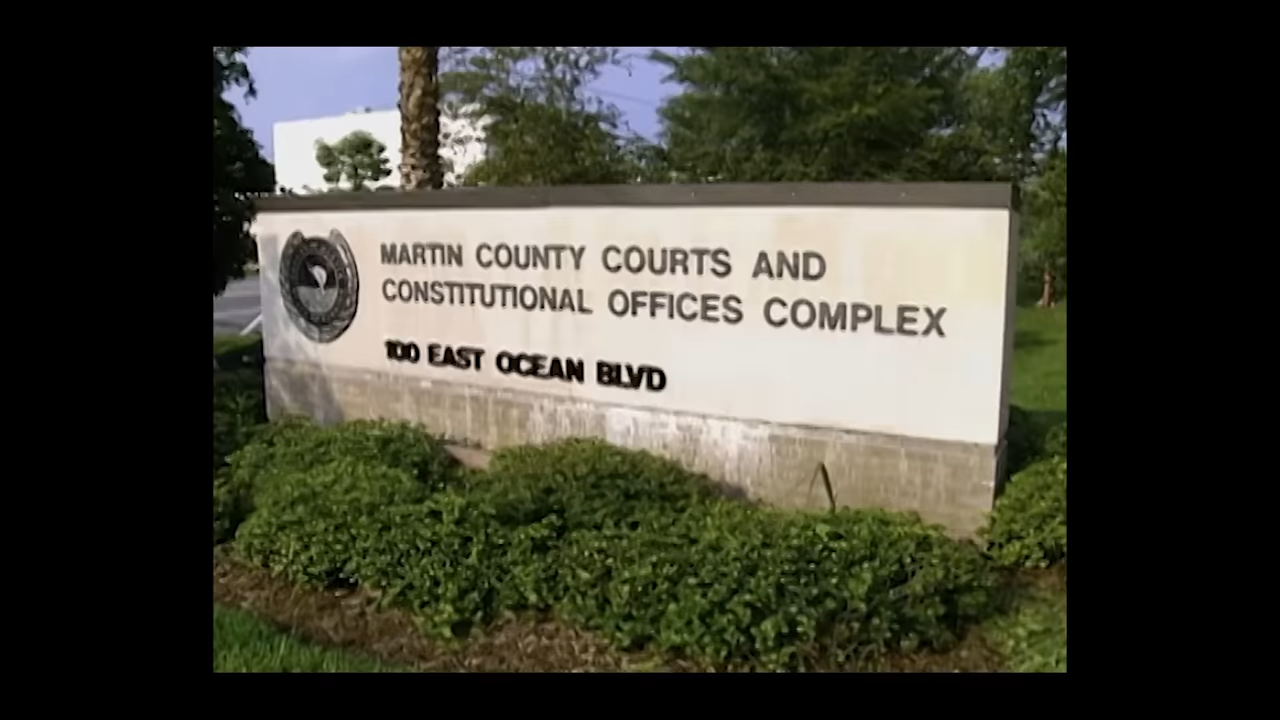 MARTIN COUNTY COURTS AND
CONSTITUTIONAL OFFICES COMPLEX
100 EAST OCEAN BLVD